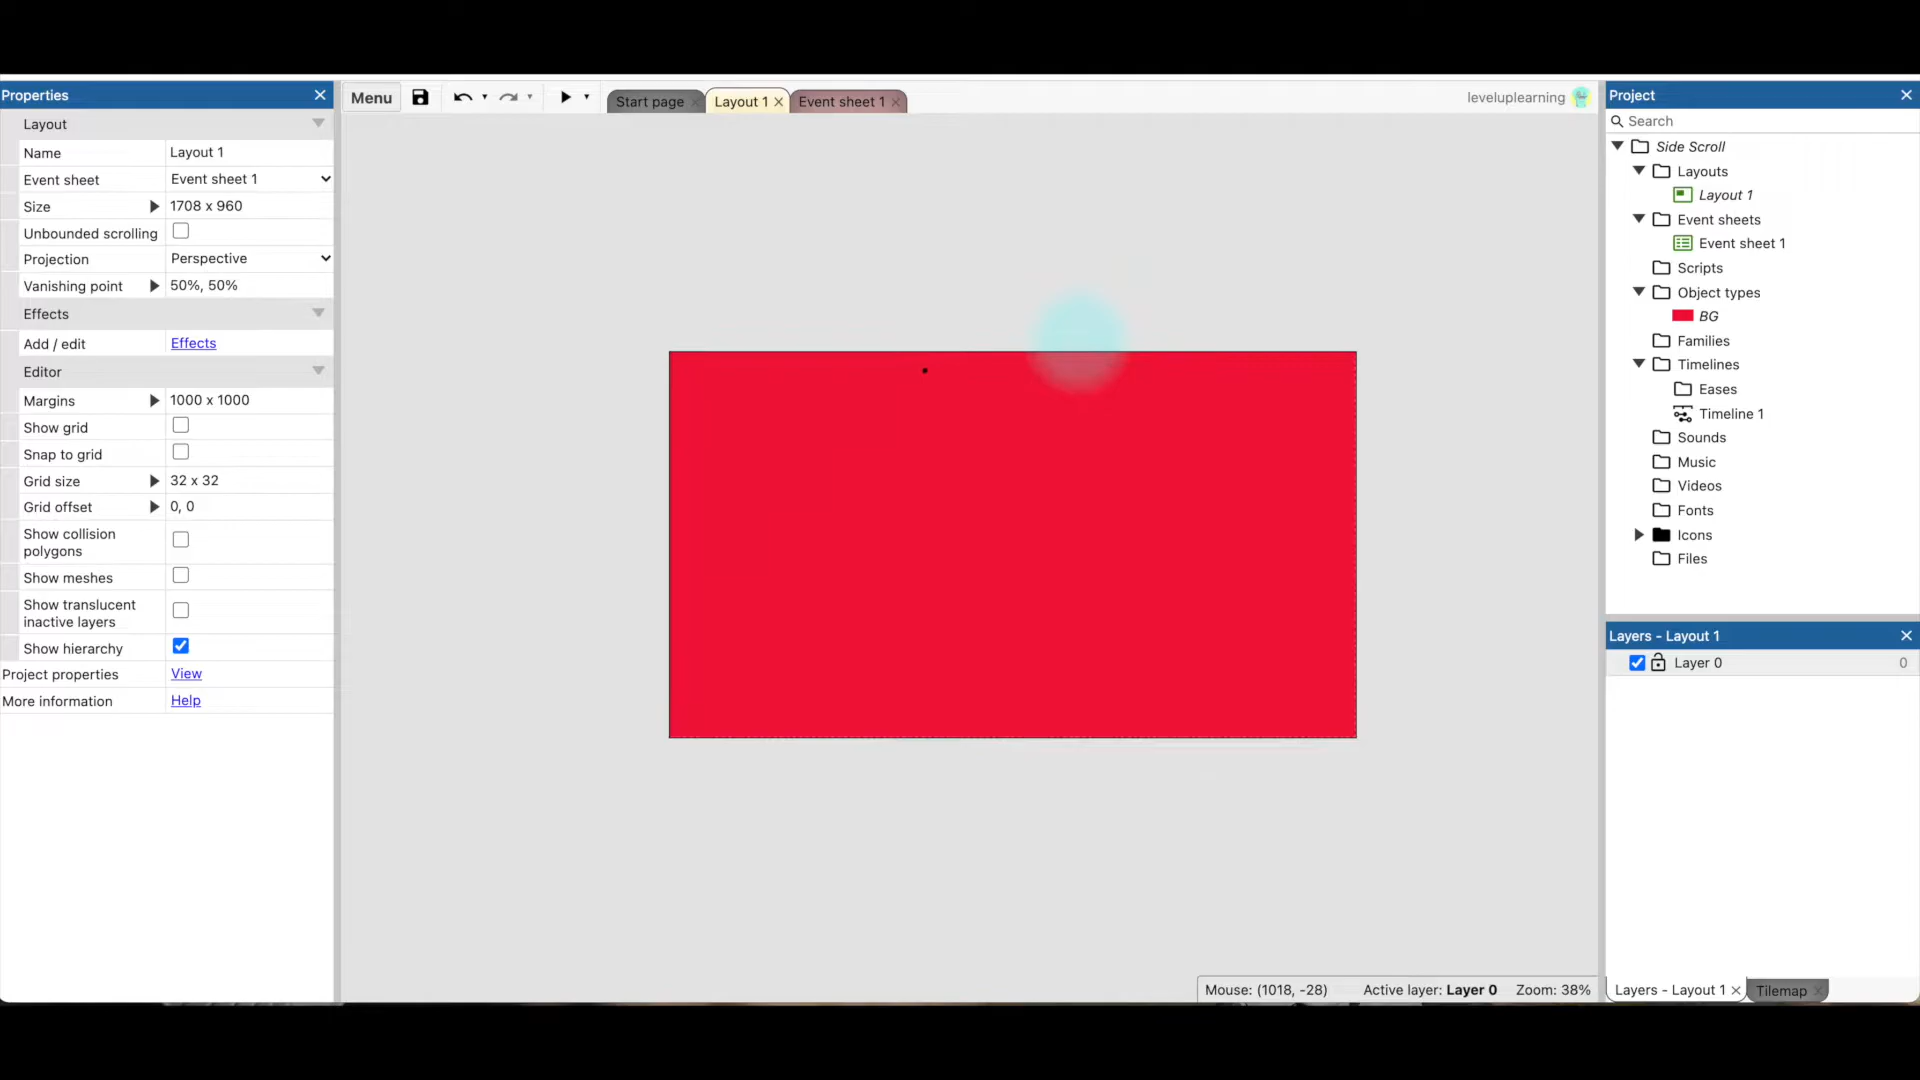 Properties
Layout
Name Layout 1
Event sheet Event sheet 1
Size 1708 x 960
Unbounded scrolling
Projection Perspective
Vanishing point 50%, 50%
Effects
Add / edit Effects
Editor
Margins 1000 x 1000
Show grid
Snap to grid
Grid size 32 x 32
Grid offset 0, 0
Show collision
polygons
Show meshes
Show translucent
inactive layers
Show hierarchy
Project properties View
More information Help
Menu
Start page
Layout 1
Event sheet 1
leveluplearning
Mouse: (1018, -28) Active layer: Layer 0 Zoom: 38%
Project
Search
Side Scroll
Layouts
Layout 1
Event sheets
Event sheet 1
Scripts
Object types
BG
Families
Timelines
Eases
Timeline 1
Sounds
Music
Videos
Fonts
Icons
Files
Layers - Layout 1
Layer 0 0
Layers - Layout 1 Tilemap